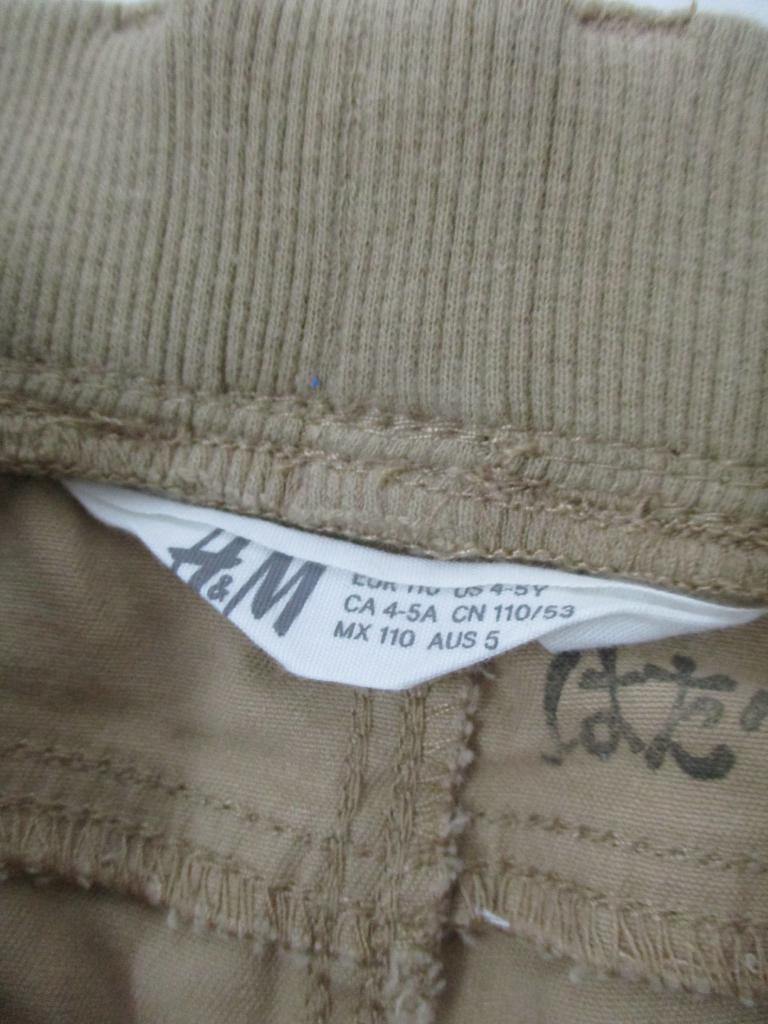 H&M
EUR 110 US 4-5Y
CA 4-5A CN 110/53
MX 110 AUS 5